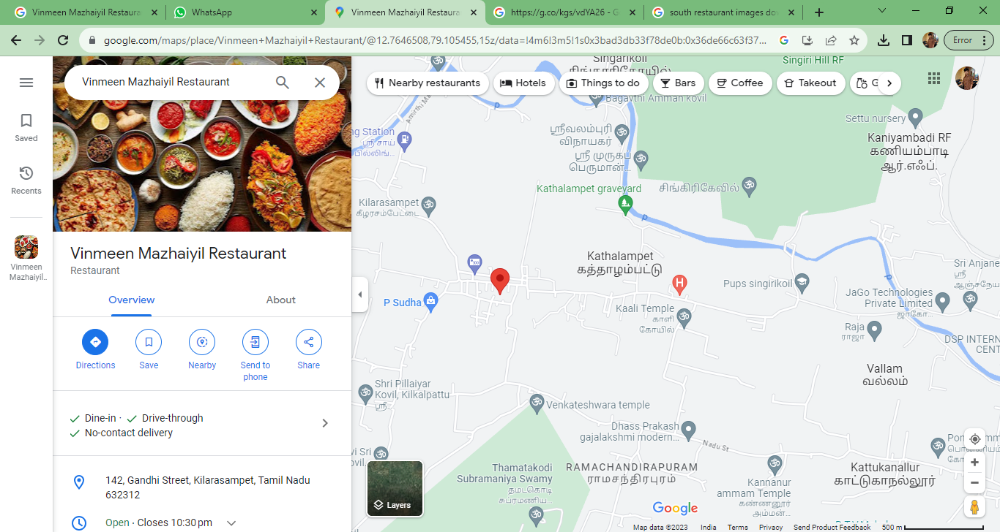 Vinmeen Mazhaiyil Restaura
WhatsApp
Vinmeen Mazhaiyil Restaura
https://g.co/kgs/vdYA26 - G
south restaurant images do
google.com/maps/place/Vinmeen+Mazhaiyil+Restaurant/@12.7646508,79.105455,15z/data=!4m6!3m5!1s0x3bad3db33f78de0b:0x36de66c63f37...
Error
Vinmeen Mazhaiyil Restaurant
Nearby restaurants
Hotels
Things to do
Bars
Coffee
Takeout
Saved
Recents
Vinmeen
Mazhaiyil..
Vinmeen Mazhaiyil Restaurant
Restaurant
Overview
About
Directions
Save
Nearby
Send to
phone
Share
Dine-in · Drive-through
No-contact delivery
142, Gandhi Street, Kilarasampet, Tamil Nadu
632312
Open · Closes 10:30 pm
Singarikoil
சிங்காரிகோயில்
Singiri Hill RF
Bagavthi Amman kovil
Settu nursery
Kaniyambadi RF
கணியம்பாடி
ஆர்.எஃப்.
ng Station
ஸ்ரீ சாய்
பில்லிங்...
ஸ்ரீவலம்புரி
விநாயகர்
ஸ்ரீ முருகப்
பெருமான்...
Kathalampet graveyard
சிங்கிரிகேவில்
Kilarasampet
கீழரசம்பேட்டை
Kathalampet
கத்தாழம்பட்டு
P Sudha
Pups singirikoil
Sri Anjane
ஸ்ரீ
ஆஞ்சநேய
JaGo Technologies
Private Limited
ஜாகோ...
Kaali Temple
காளி
கோயில்
Raja
ராஜா
DSP INTERN
CENT
Vallam
வல்லம்
Shri Pillaiyar
Kovil, Kilkalpattu
ஸ்ரீ...
Venkateshwara temple
Dhass Prakash
gajalakshmi modern...
Nadu St
vi Sri
ovil.
Thamatakodi
Subramaniya Swamy
தமடகொடி
சுப்ரமணிய...
RAMACHANDIRAPURAM
ராமசந்திரபுரம்
Kannanur
ammam Temple
கண்ணனூர்
அம்மன்...
Kattukanallur
காட்டுகாநல்லூர்
Layers
Google
Map data ©2023
India
Terms
Privacy
Send Product Feedback
500 m